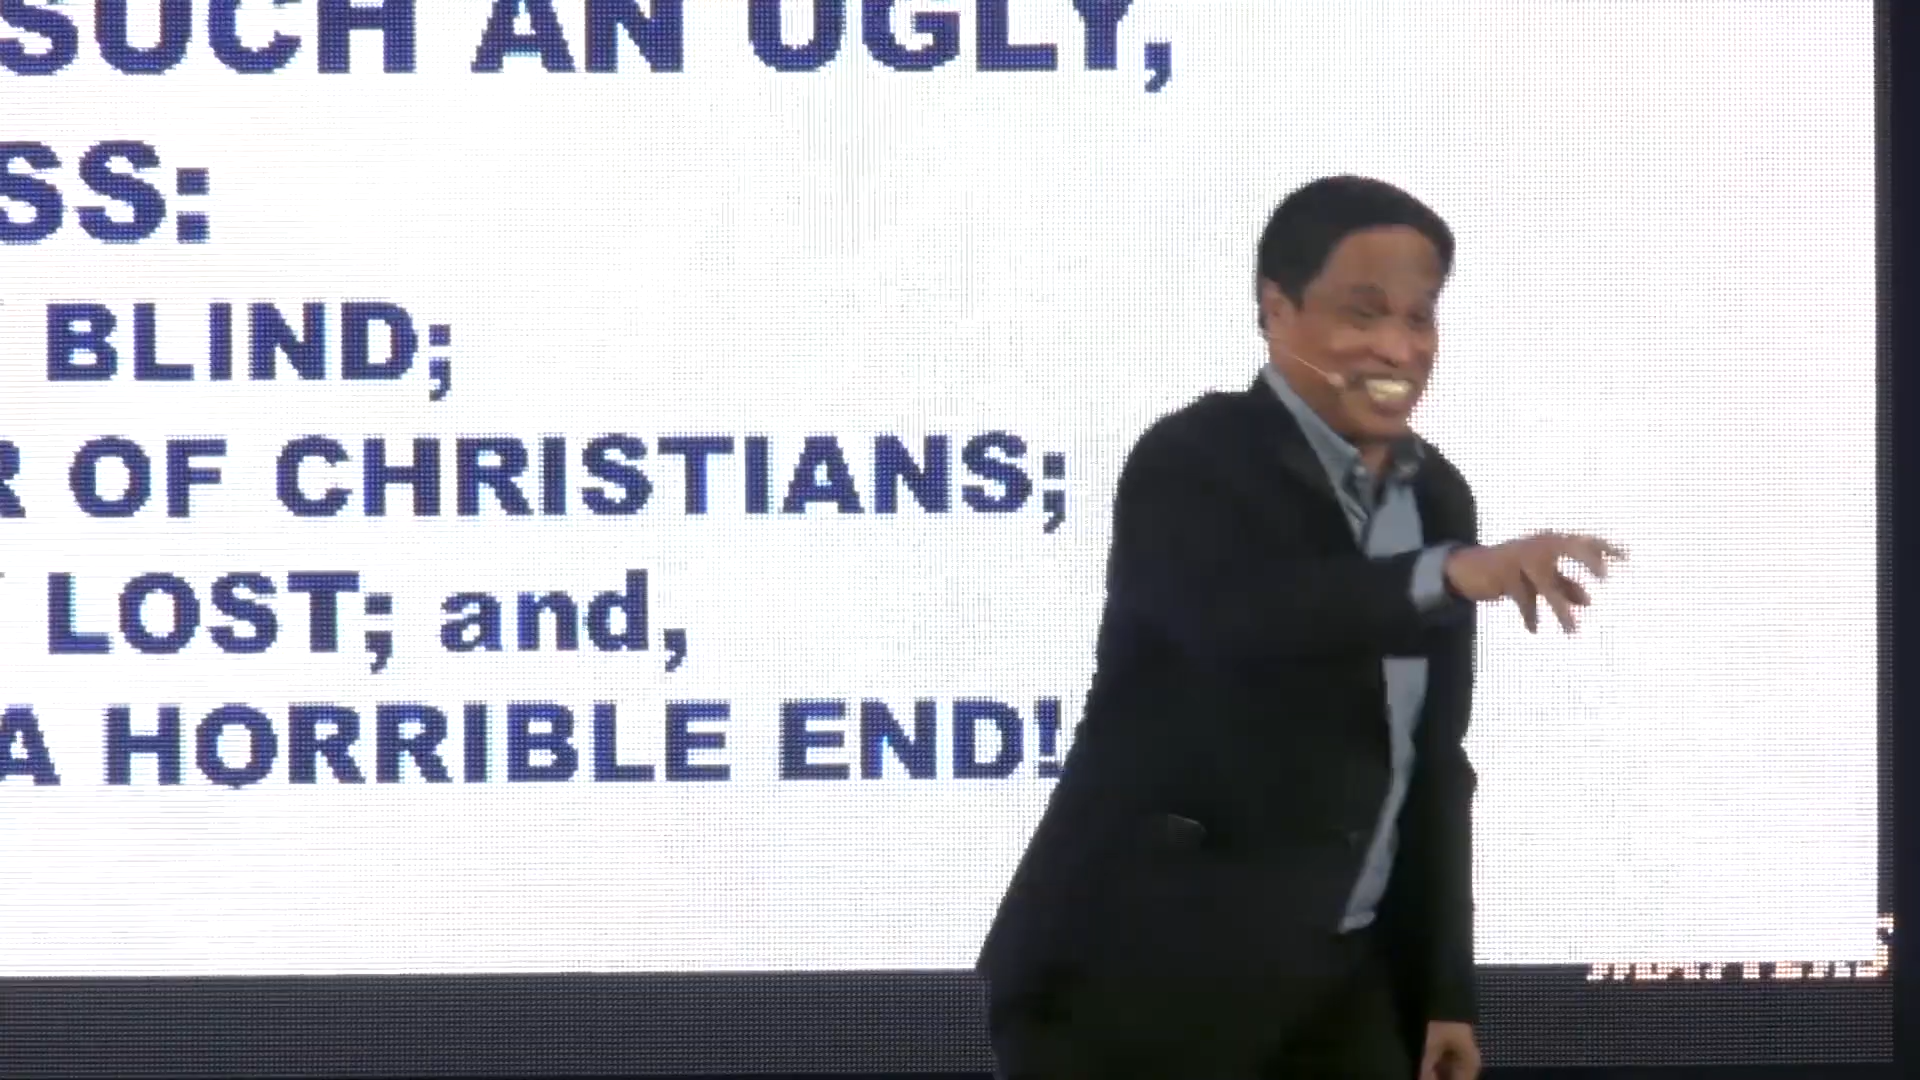 SUCH AN UGLY,
SS:
BLIND;
R OF CHRISTIANS;
LOST; and,
A HORRIBLE END!